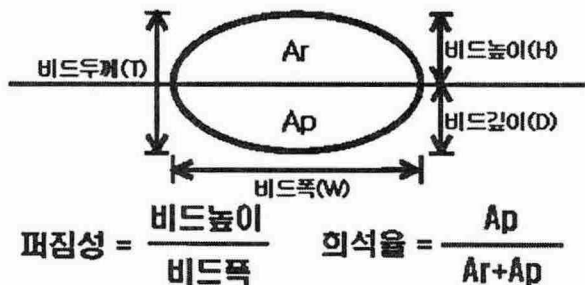 Ar
비드높이(H)
비드두께(T)
Ap
비드깊이(D)
비드폭(W)
퍼짐성 = 비드높이 / 비드폭
희석율 = Ap / Ar+Ap